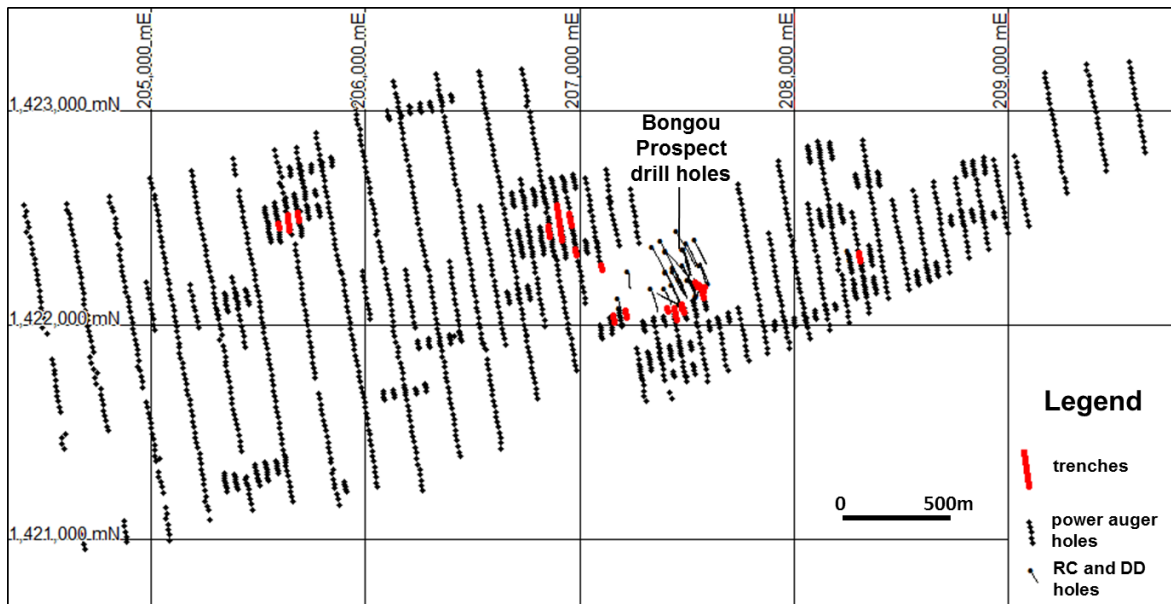 205,000 mE
206,000 mE
207,000 mE
208,000 mE
209,000 mE
1,423,000 mN
Bongou
Prospect
drill holes
1,422,000 mN
Legend
trenches
0 500m
power auger
holes
1,421,000 mN
RC and DD
holes